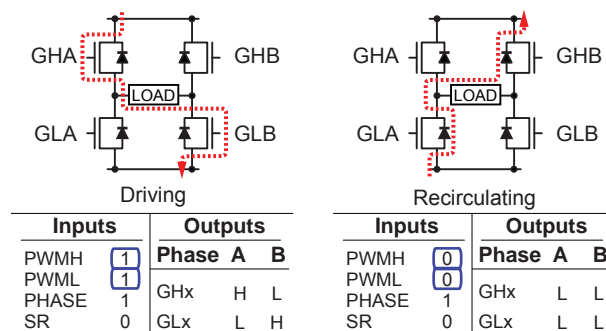 GHA GHB
LOAD
GLA GLB
Driving
Inputs Outputs
PWMH 1 Phase A B
PWML 1
PHASE 1 GHx H L
SR 0 GLx L H
GHA GHB
LOAD
GLA GLB
Recirculating
Inputs Outputs
PWMH 0 Phase A B
PWML 0
PHASE 1 GHx L L
SR 0 GLx L L